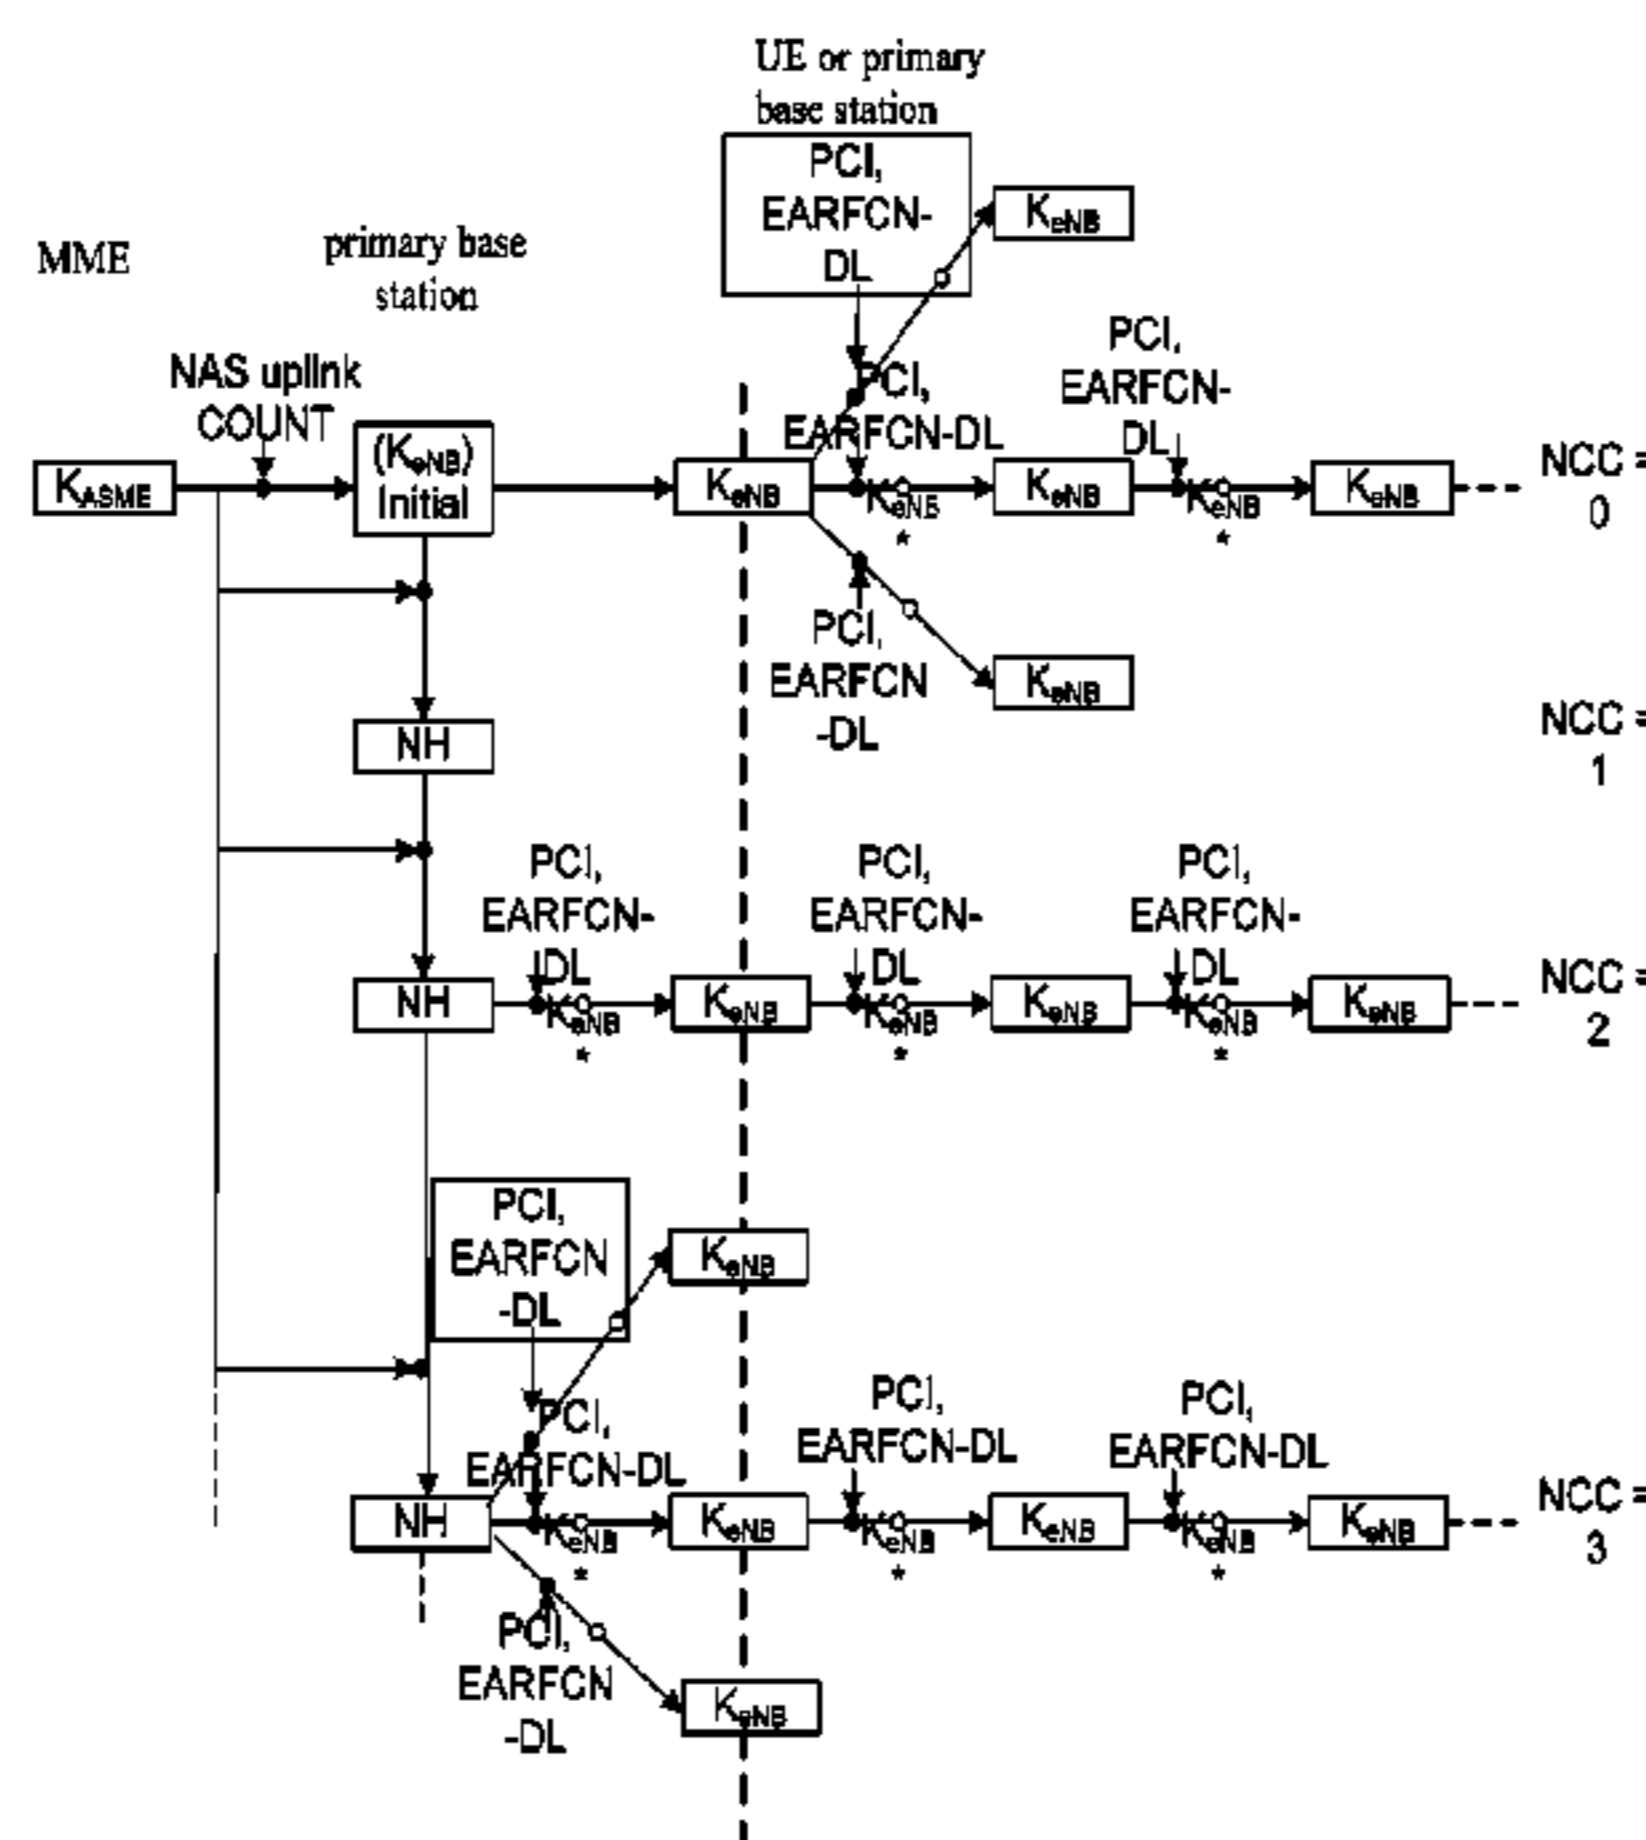 UE or primary
base station
PCI,
EARFCN-
DL
KeNB
MME
primary base
station
NAS uplink
COUNT
PCI,
EARFCN-
DL
PCI,
EARFCN-DL
KASME
(KeNB)
Initial
KeNB
KeNB
*
KeNB
KeNB
*
KeNB
NCC =
0
PCI,
EARFCN
-DL
KeNB
NH
NCC =
1
PCI,
EARFCN-
DL
PCI,
EARFCN-
DL
PCI,
EARFCN-
DL
NH
KeNB
*
KeNB
KeNB
*
KeNB
KeNB
*
KeNB
NCC =
2
PCI,
EARFCN
-DL
KeNB
PCI,
EARFCN-DL
PCI,
EARFCN-DL
PCI,
EARFCN-DL
NH
KeNB
*
KeNB
KeNB
*
KeNB
KeNB
*
KeNB
NCC =
3
PCI,
EARFCN
-DL
KeNB